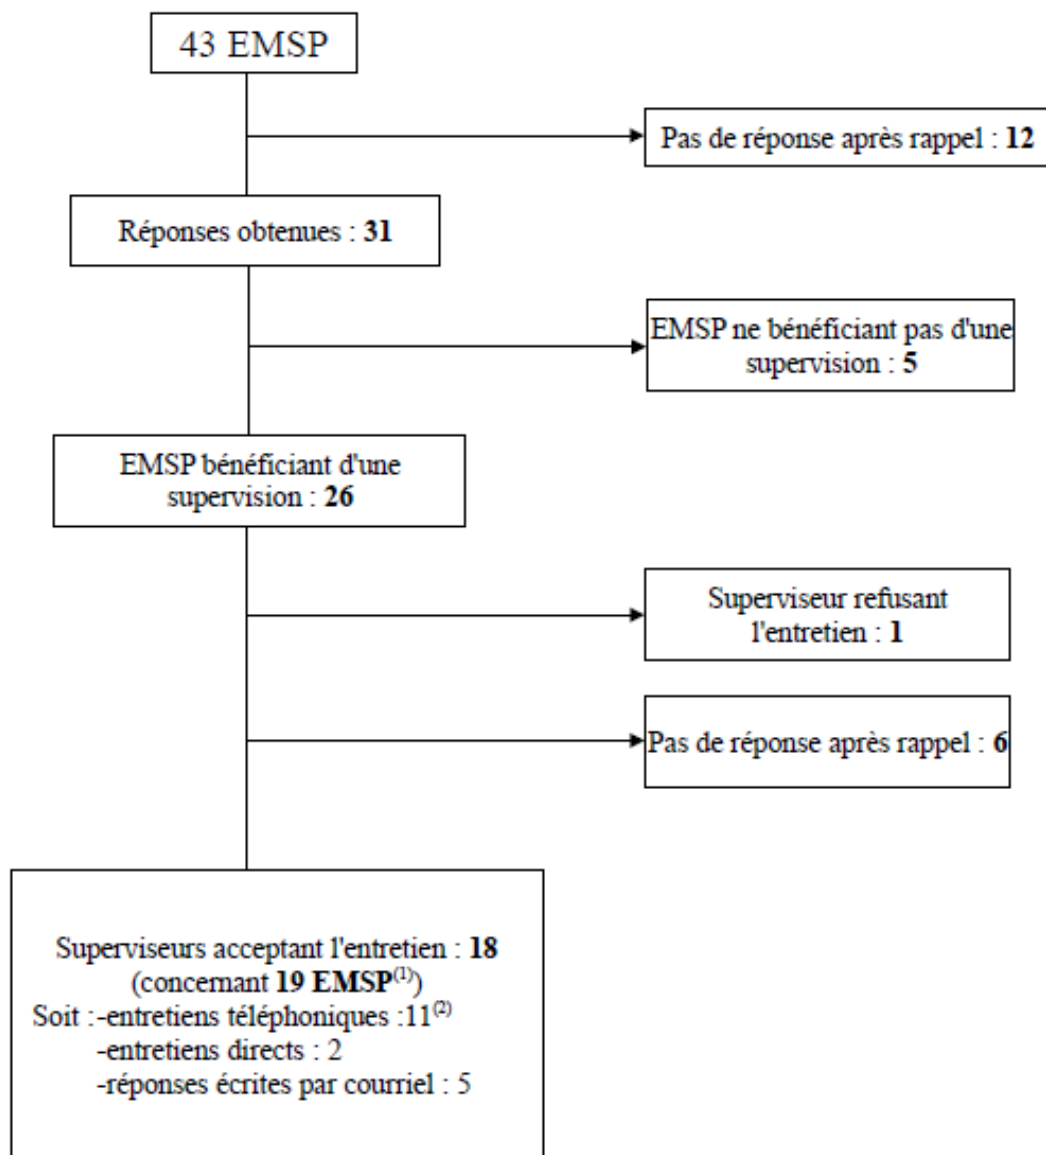 43 EMSP
Pas de réponse après rappel : 12
Réponses obtenues : 31
EMSP ne bénéficiant pas d'une
supervision : 5
EMSP bénéficiant d'une
supervision : 26
Superviseur refusant
l'entretien : 1
Pas de réponse après rappel : 6
Superviseurs acceptant l'entretien : 18
(concernant 19 EMSP(1))
Soit :-entretiens téléphoniques :11(2)
-entretiens directs : 2
-réponses écrites par courriel : 5